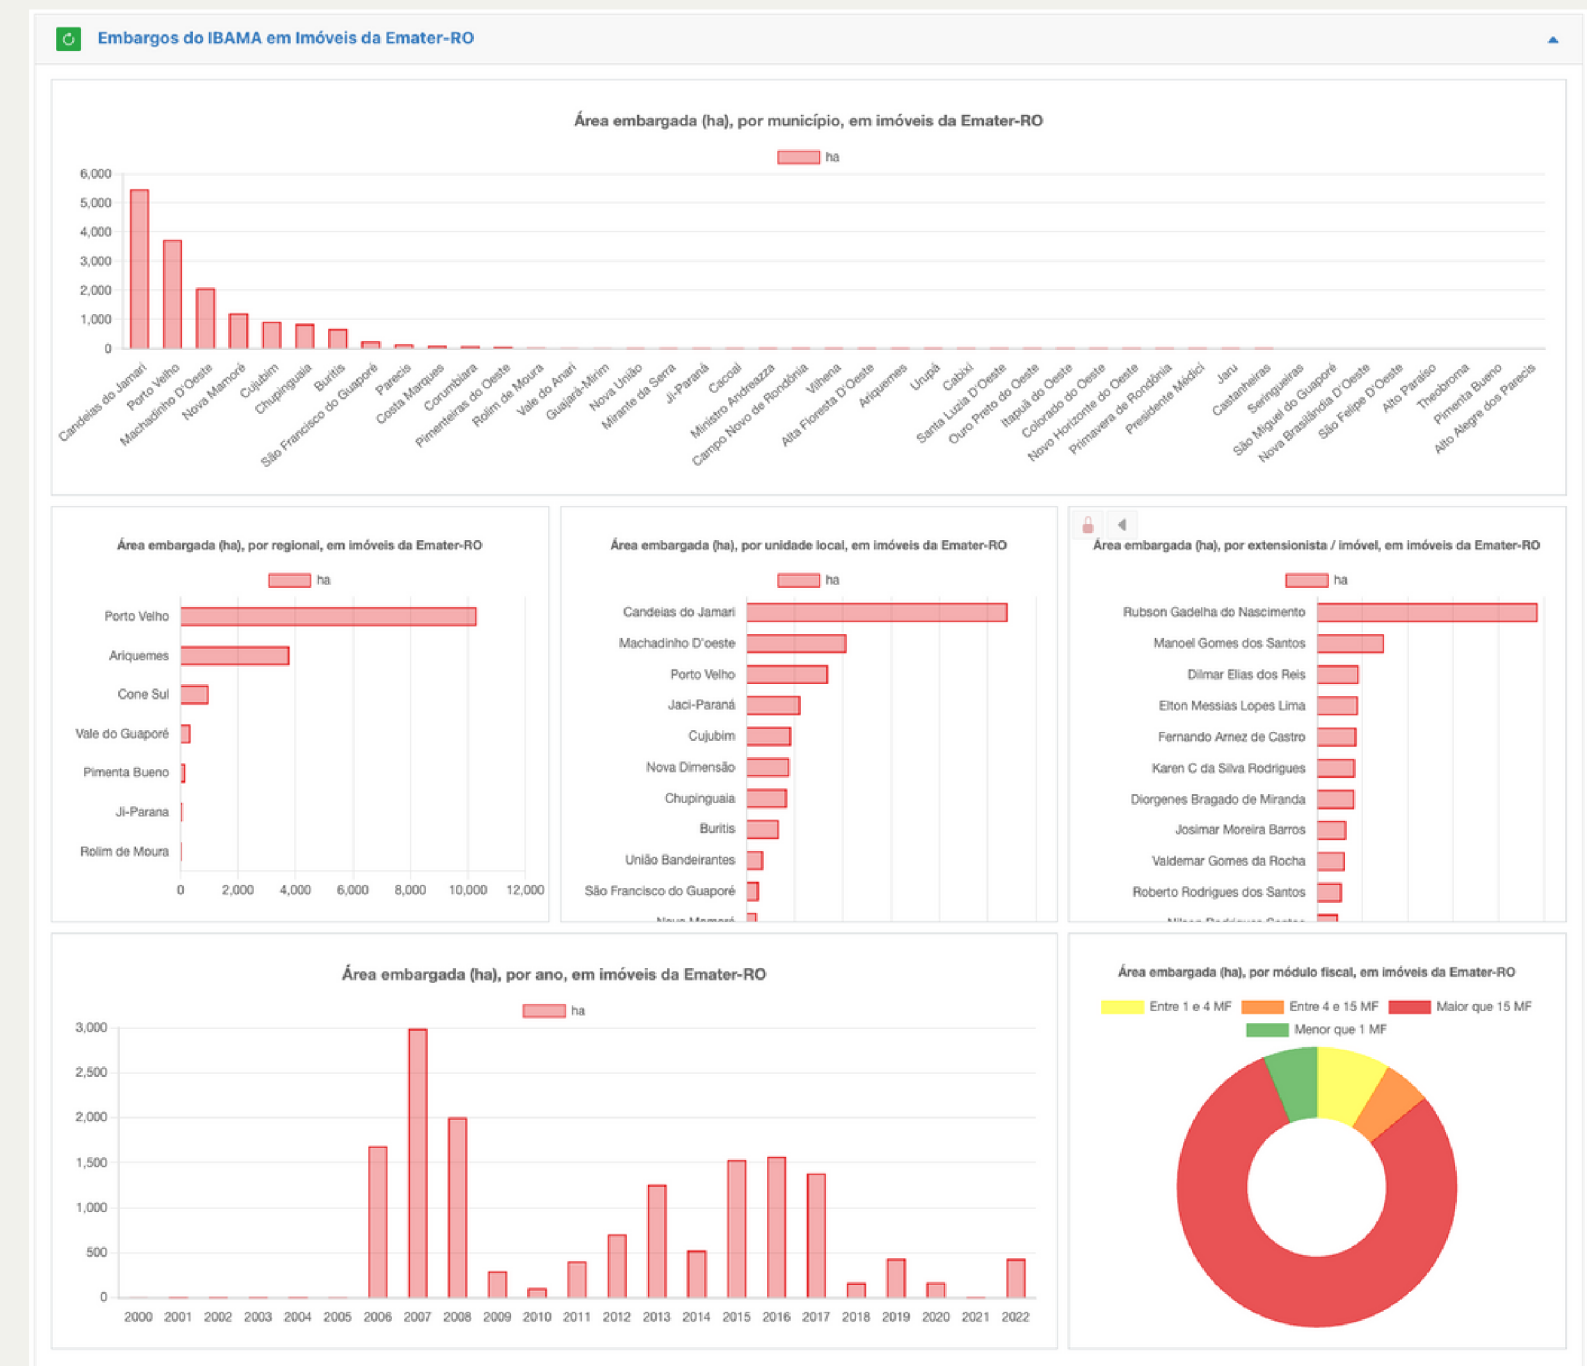 Embargos do IBAMA em Imóveis da Emater-RO
Área embargada (ha), por município, em imóveis da Emater-RO
ha
6,000
5,000
4,000
3,000
2,000
1,000
0
Candeias do Jamari
Porto Velho
Machadinho D'Oeste
Nova Mamoré
Cujubim
Chupinguaia
Buritis
São Francisco do Guaporé
Parecis
Costa Marques
Corumbiara
Pimenteiras do Oeste
Rolim de Moura
Vale do Anari
Guajará-Mirim
Nova União
Mirante da Serra
Ji-Paraná
Cacoal
Ministro Andreazza
Campo Novo de Rondônia
Vilhena
Alta Floresta D'Oeste
Ariquemes
Urupá
Cabixi
Santa Luzia D'Oeste
Ouro Preto do Oeste
Itapuã do Oeste
Colorado do Oeste
Novo Horizonte do Oeste
Primavera de Rondônia
Presidente Médici
Jaru
Castanheiras
Seringueiras
São Miguel do Guaporé
Nova Brasilândia D'Oeste
São Felipe D'Oeste
Alto Paraíso
Theobroma
Pimenta Bueno
Alto Alegre dos Parecis
Área embargada (ha), por regional, em imóveis da Emater-RO
ha
Porto Velho
Ariquemes
Cone Sul
Vale do Guaporé
Pimenta Bueno
Ji-Parana
Rolim de Moura
0 2,000 4,000 6,000 8,000 10,000 12,000
Área embargada (ha), por unidade local, em imóveis da Emater-RO
ha
Candeias do Jamari
Machadinho D'oeste
Porto Velho
Jaci-Paraná
Cujubim
Nova Dimensão
Chupinguaia
Buritis
União Bandeirantes
São Francisco do Guaporé
Nova Mamoré
Área embargada (ha), por extensionista / imóvel, em imóveis da Emater-RO
ha
Rubson Gadelha do Nascimento
Manoel Gomes dos Santos
Dilmar Elias dos Reis
Elton Messias Lopes Lima
Fernando Arnez de Castro
Karen C da Silva Rodrigues
Diorgenes Bragado de Miranda
Josimar Moreira Barros
Valdemar Gomes da Rocha
Roberto Rodrigues dos Santos
Nilson Rodrigues Santos
Área embargada (ha), por ano, em imóveis da Emater-RO
ha
3,000
2,500
2,000
1,500
1,000
500
0
2000 2001 2002 2003 2004 2005 2006 2007 2008 2009 2010 2011 2012 2013 2014 2015 2016 2017 2018 2019 2020 2021 2022
Área embargada (ha), por módulo fiscal, em imóveis da Emater-RO
Entre 1 e 4 MF Entre 4 e 15 MF Maior que 15 MF
Menor que 1 MF